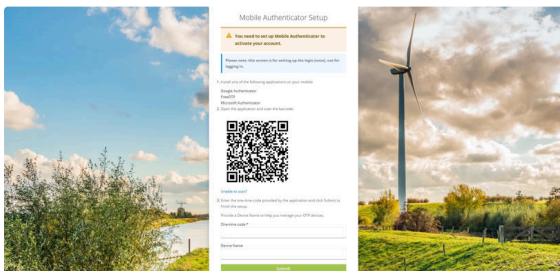 Mobile Authenticator Setup
You need to set up Mobile Authenticator to
activate your account.
Please note: this screen is for setting up the login (once), not for
logging in.
1. Install one of the following applications on your mobile:
Google Authenticator
FreeOTP
Microsoft Authenticator
2. Open the application and scan the barcode:
Unable to scan?
3. Enter the one-time code provided by the application and click Submit to
finish the setup.
Provide a Device Name to help you manage your OTP devices.
One-time code *
Device Name
Submit